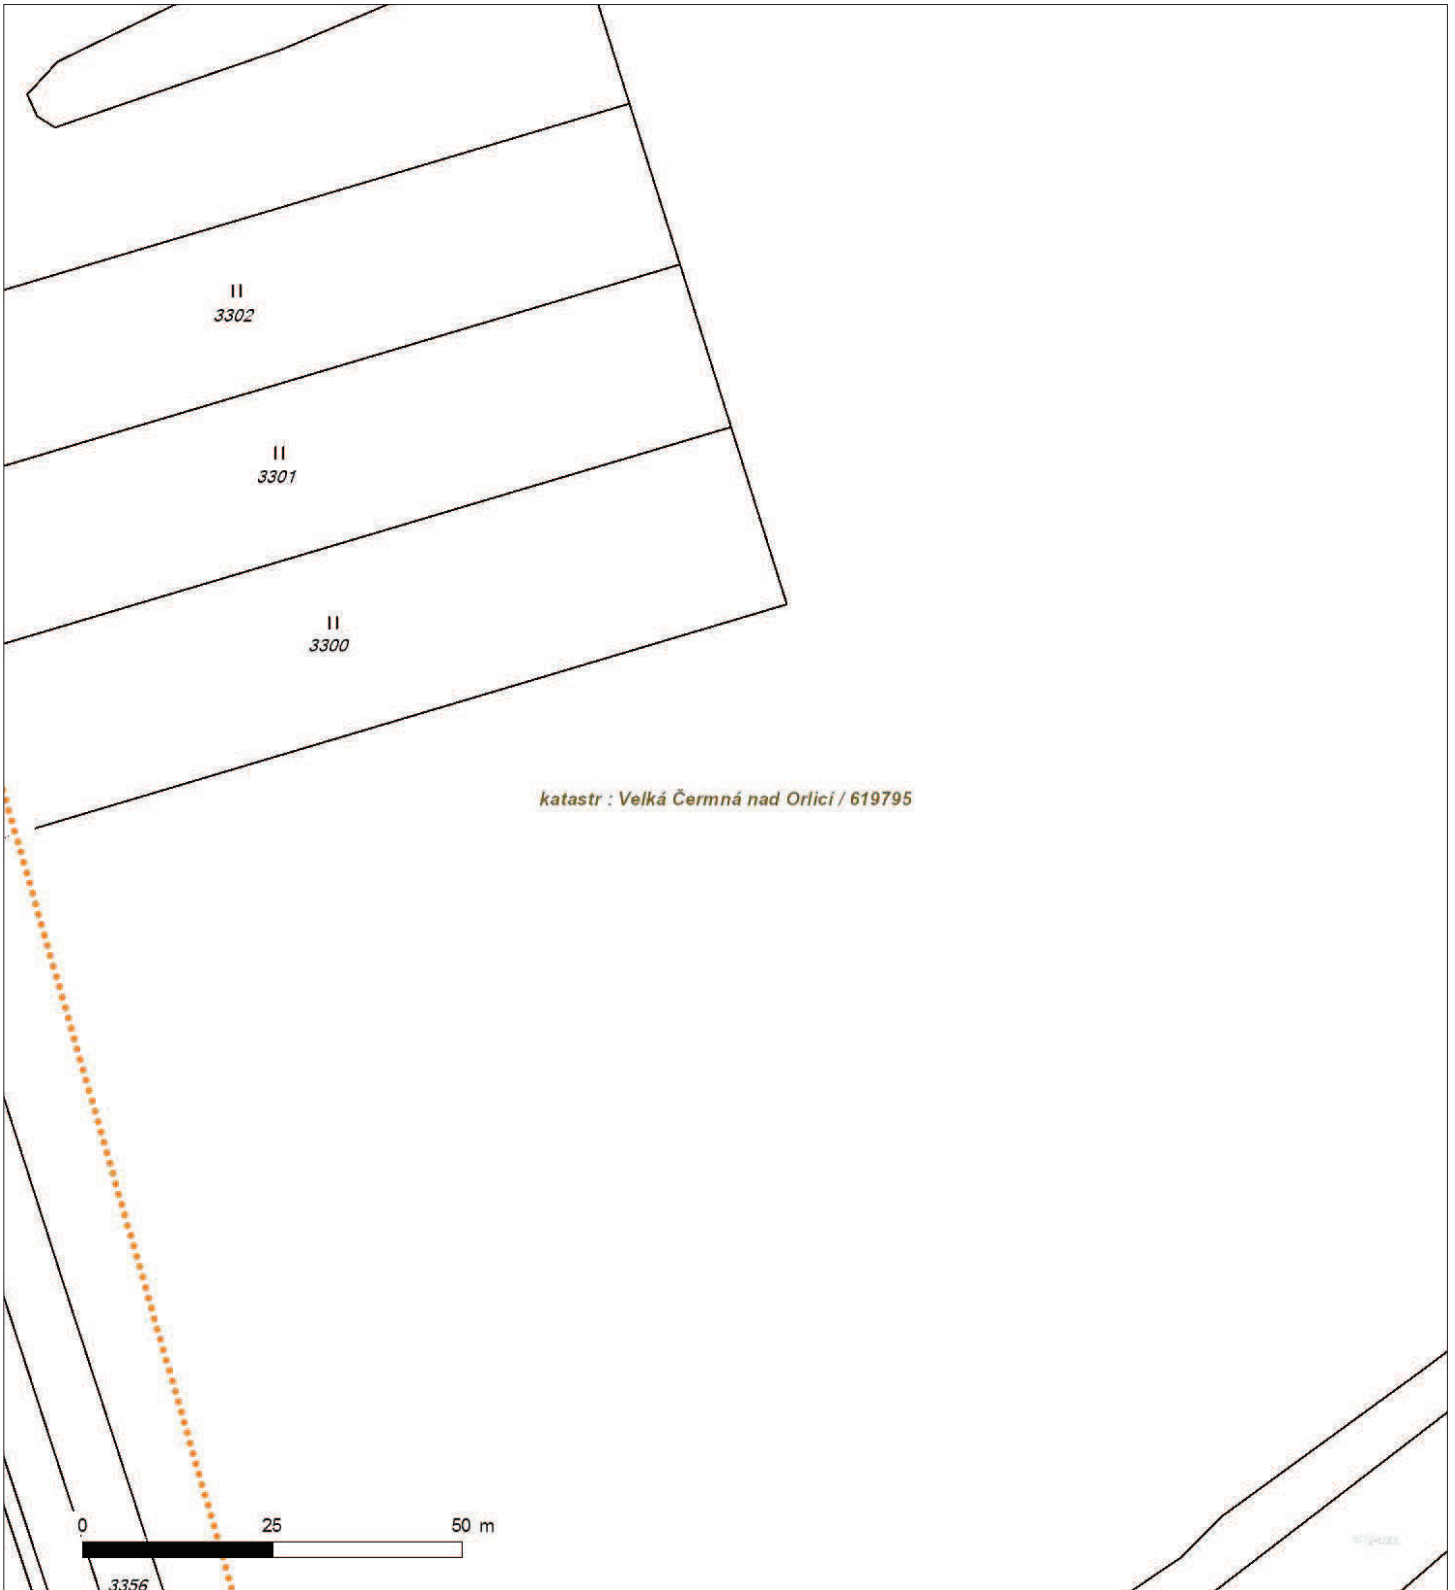 II
3302
II
3301
II
3300
katastr : Velká Čermná nad Orlicí / 619795
0 25 50 m
3356